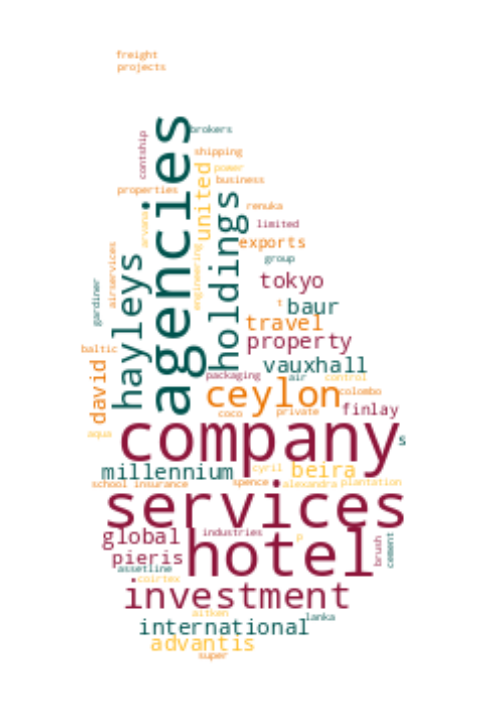 freight
projects
agencies
brokers
contship
shipping
power
business
united
properties
holdings
renuka
arvana
limited
exports
group
hayleys
airservices
engineering
gardiner
tokyo
t
baur
travel
property
baltic
vauxhall
david
packaging
air
control
ceylon
colombo
coco
private
finlay
aqua
company
s
millennium
cyril
beira
school
insurance
spence
alexandra
plantation
services
global
industries
p
hotel
brush
cement
pieris
assetline
coirtex
investment
aitken
lanka
international
advantis
super